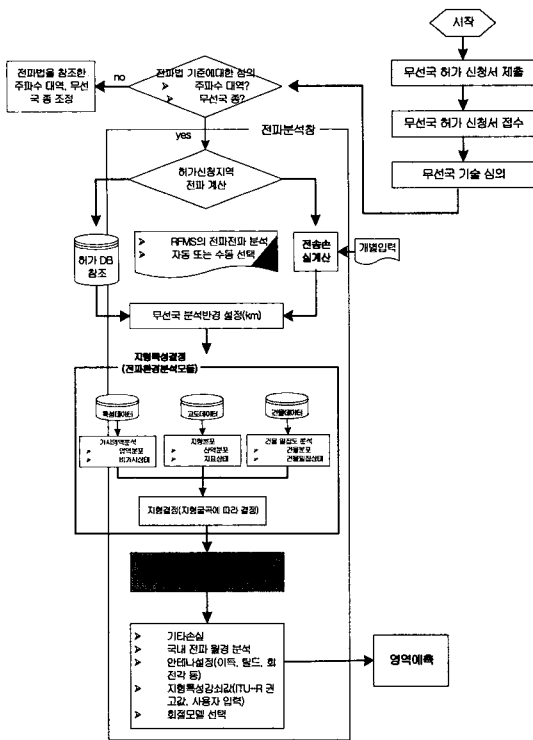 시작
무선국 허가 신청서 제출
무선국 허가 신청서 접수
무선국 기술 심의
전파법 기준에대한 심의
주파수 대역?
무선국 종?
no
전파법을 참조한
주파수 대역, 무선
국 종 조정
yes
전파분석창
허가신청지역
전파 계산
허가 DB
참조
RFMS의 전파전파 분석
자동 또는 수동 선택
전송손
실계산
개별입력
무선국 분석반경 설정(km)
지형특성결정
(전파환경분석모듈)
특성데이터
고도데이터
건물데이터
가시영역분석
영역분포
비가시상태
지형분포
산악분포
지표상태
건물 밀집도 분석
건물분포
건물밀집상태
지형결정(지형굴곡에 따라 결정)
기타손실
국내 전파 월경 분석
안테나설정(이득, 틸드, 회
전각 등)
지형특성감쇠값(ITU-R 권
고값, 사용자 입력)
회절모델 선택
영역예측